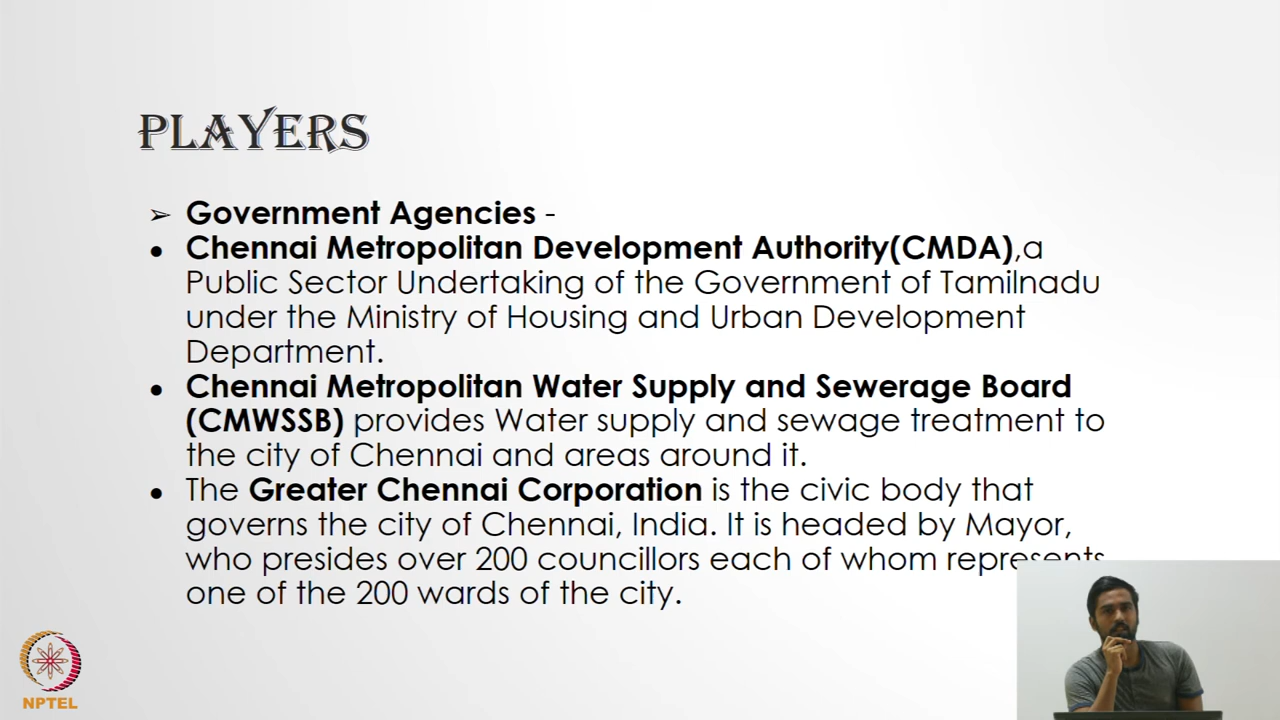 PLAYERS
➢ Government Agencies -
• Chennai Metropolitan Development Authority(CMDA),a
Public Sector Undertaking of the Government of Tamilnadu
under the Ministry of Housing and Urban Development
Department.
• Chennai Metropolitan Water Supply and Sewerage Board
(CMWSSB) provides Water supply and sewage treatment to
the city of Chennai and areas around it.
• The Greater Chennai Corporation is the civic body that
governs the city of Chennai, India. It is headed by Mayor,
who presides over 200 councillors each of whom represents
one of the 200 wards of the city.
NPTEL